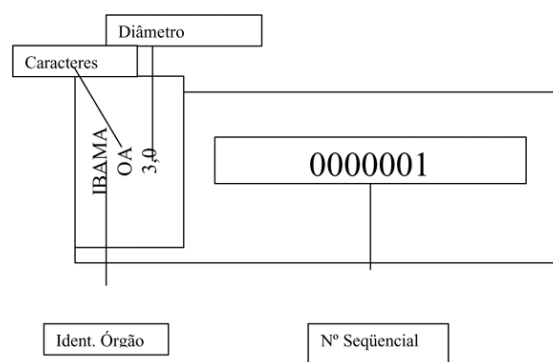 Diâmetro
Caracteres
IBAMA
OA
3,0
0000001
Ident. Órgão
Nº Seqüencial